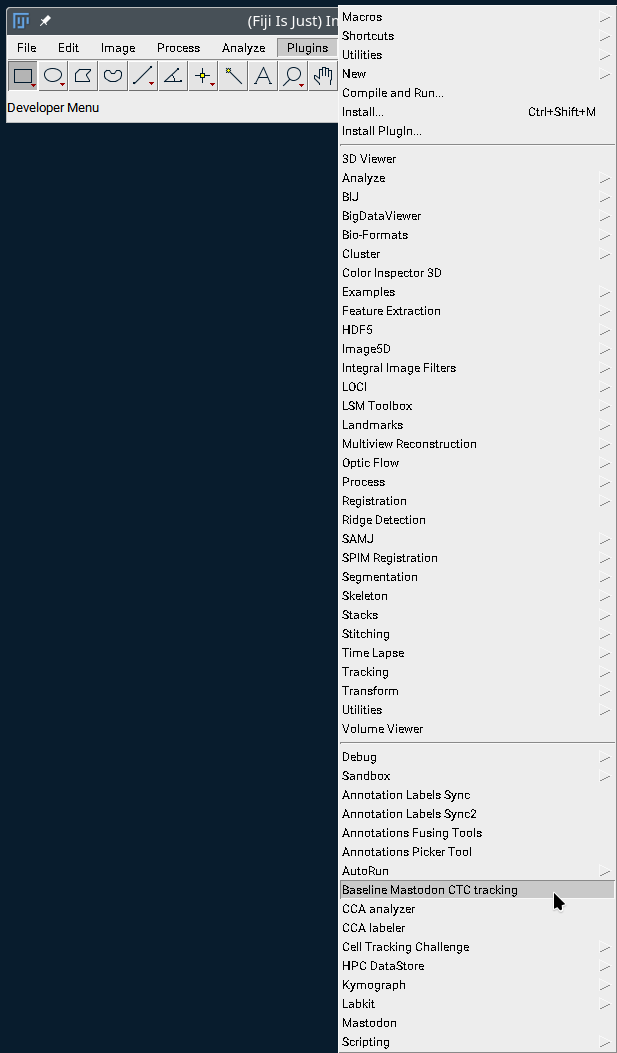 (Fiji Is Just) Im
File Edit Image Process Analyze Plugins
Developer Menu
Macros
Shortcuts
Utilities
New
Compile and Run...
Install... Ctrl+Shift+M
Install PlugIn...
3D Viewer
Analyze
BIJ
BigDataViewer
Bio-Formats
Cluster
Color Inspector 3D
Examples
Feature Extraction
HDF5
Image5D
Integral Image Filters
LOCI
LSM Toolbox
Landmarks
Multiview Reconstruction
Optic Flow
Process
Registration
Ridge Detection
SAMJ
SPIM Registration
Segmentation
Skeleton
Stacks
Stitching
Time Lapse
Tracking
Transform
Utilities
Volume Viewer
Debug
Sandbox
Annotation Labels Sync
Annotation Labels Sync2
Annotations Fusing Tools
Annotations Picker Tool
AutoRun
Baseline Mastodon CTC tracking
CCA analyzer
CCA labeler
Cell Tracking Challenge
HPC DataStore
Kymograph
Labkit
Mastodon
Scripting